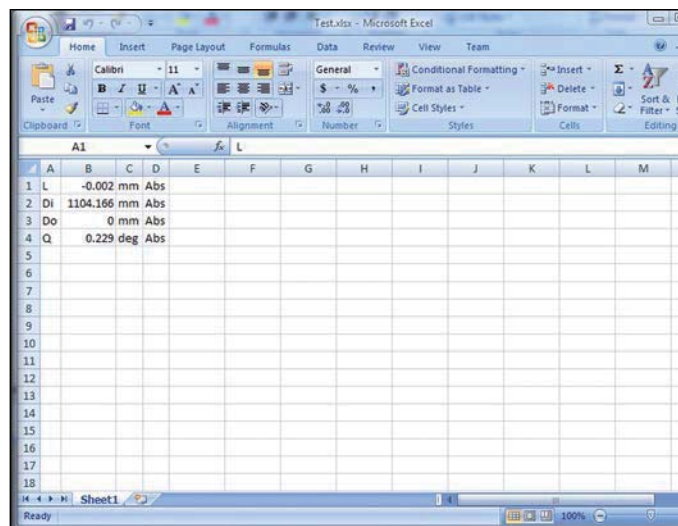 Test.xlsx - Microsoft Excel
Home Insert Page Layout Formulas Data Review View Team
Paste
Calibri 11
B I U A A
General
$ % ,
Conditional Formatting
Format as Table
Cell Styles
Insert
Delete
Format
Σ
Sort &
Filter
Clipboard Font Alignment Number Styles Cells Editing
A1 fx L
A B C D E F G H I J K L M
1 L -0.002 mm Abs
2 Di 1104.166 mm Abs
3 Do 0 mm Abs
4 Q 0.229 deg Abs
5
6
7
8
9
10
11
12
13
14
15
16
17
18
Sheet1
Ready 100%